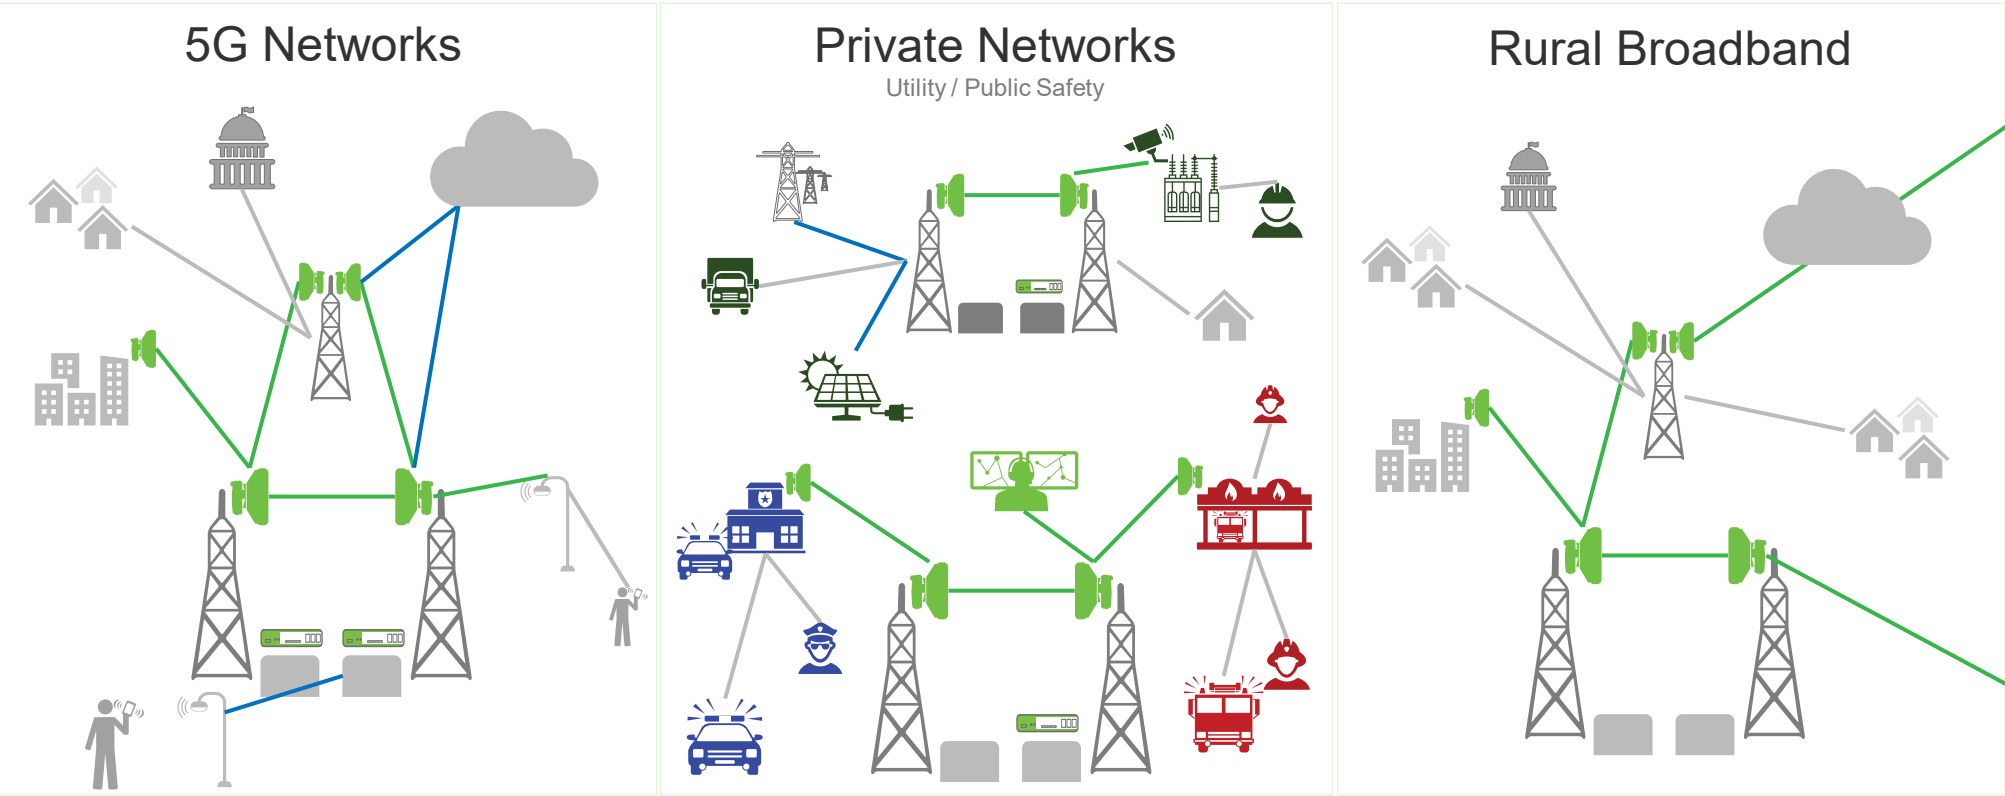 5G Networks
Private Networks
Utility / Public Safety
Rural Broadband